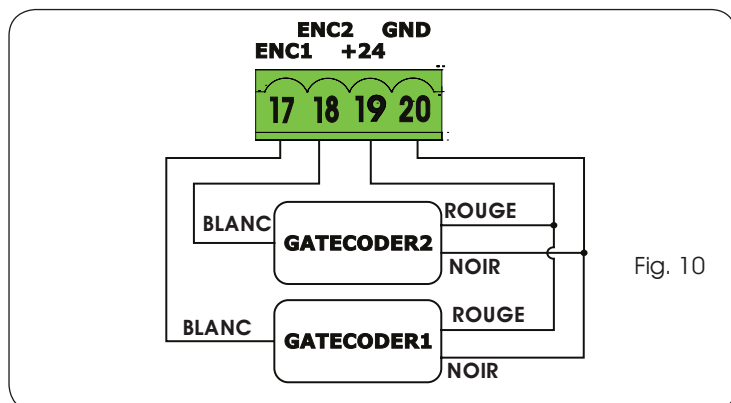 ENC2 GND
ENC1 +24
17 18 19 20
BLANC
ROUGE
GATECODER2
NOIR
Fig. 10
BLANC
ROUGE
GATECODER1
NOIR